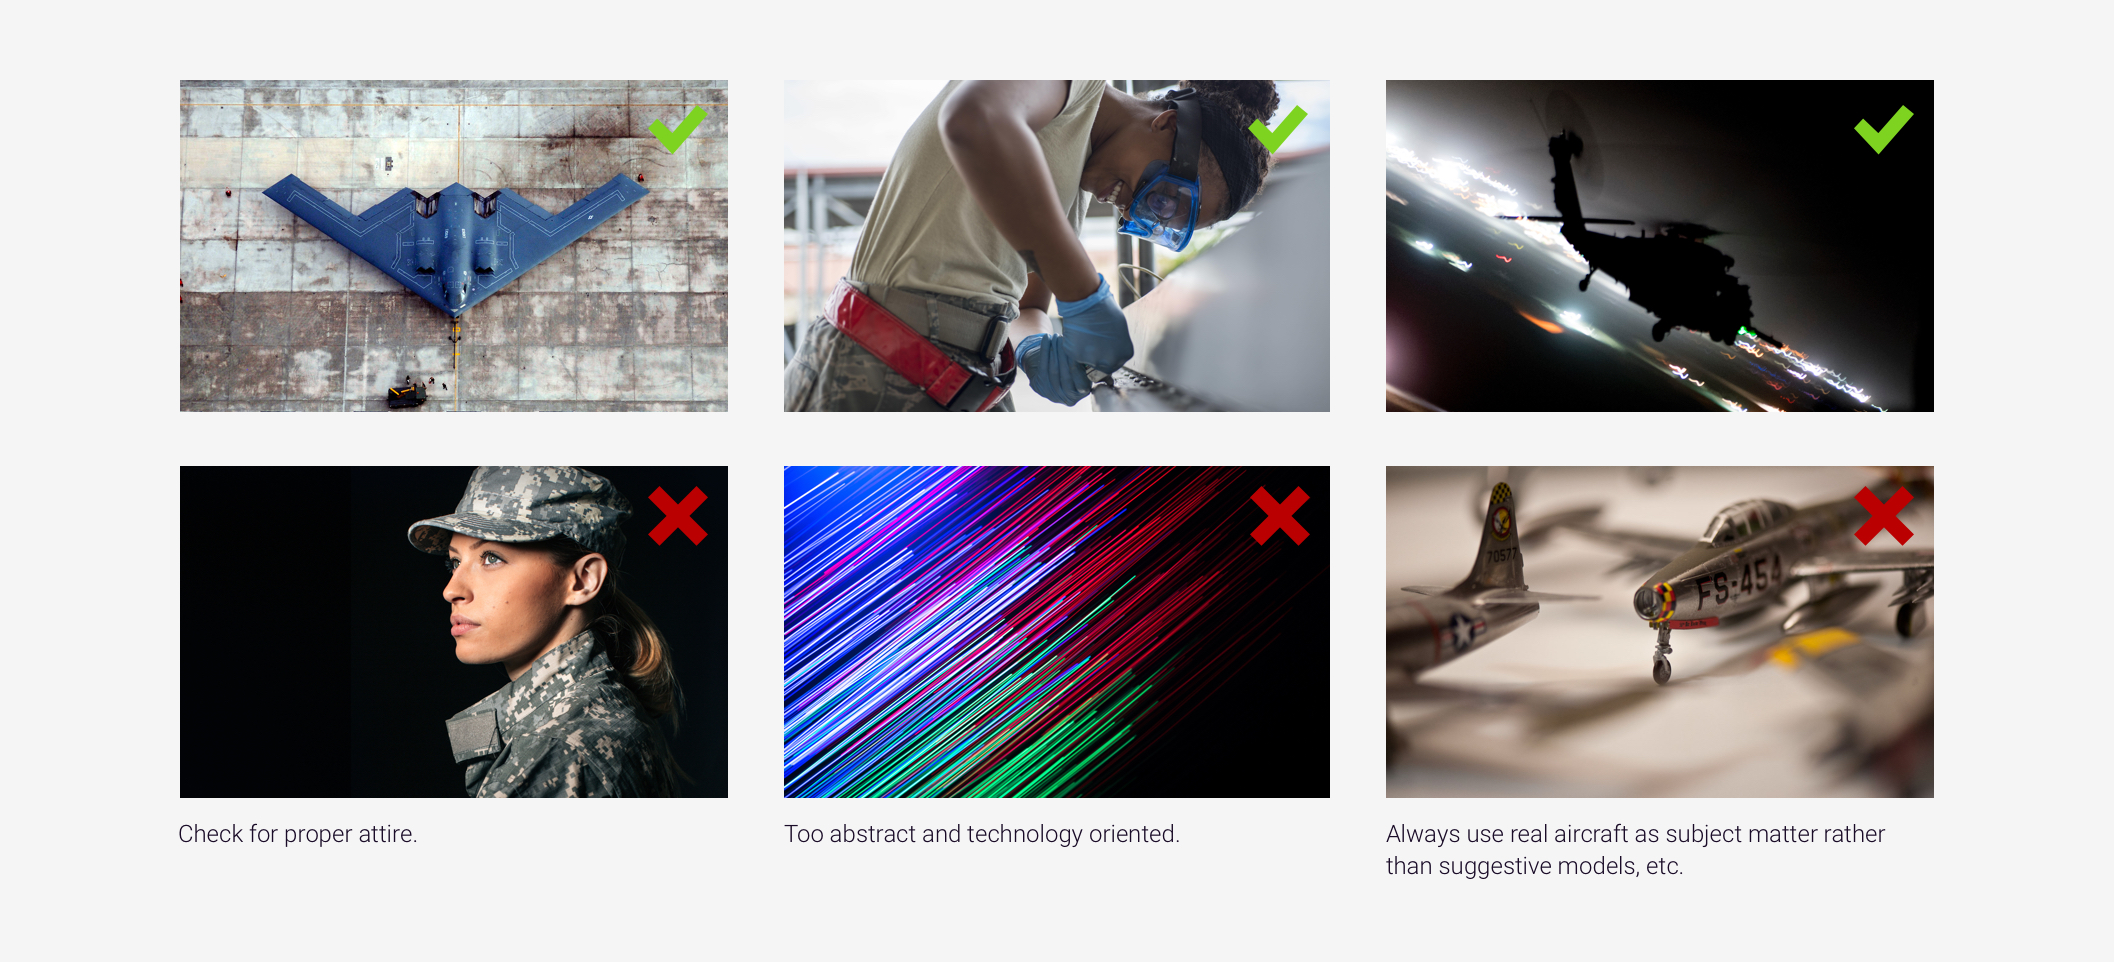 Check for proper attire.
Too abstract and technology oriented.
Always use real aircraft as subject matter rather
than suggestive models, etc.
70577
FS-454